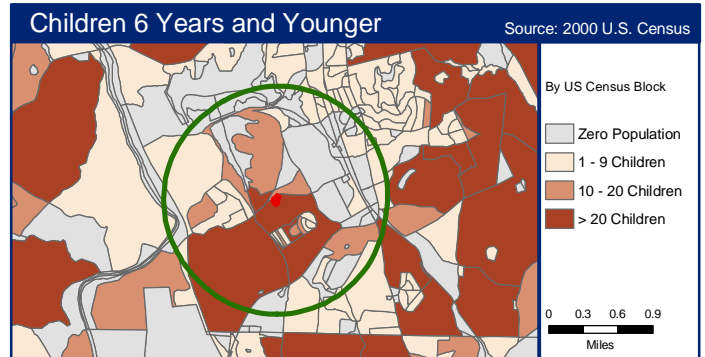 Children 6 Years and Younger
Source: 2000 U.S. Census
By US Census Block
Zero Population
1 - 9 Children
10 - 20 Children
> 20 Children
0 0.3 0.6 0.9
Miles